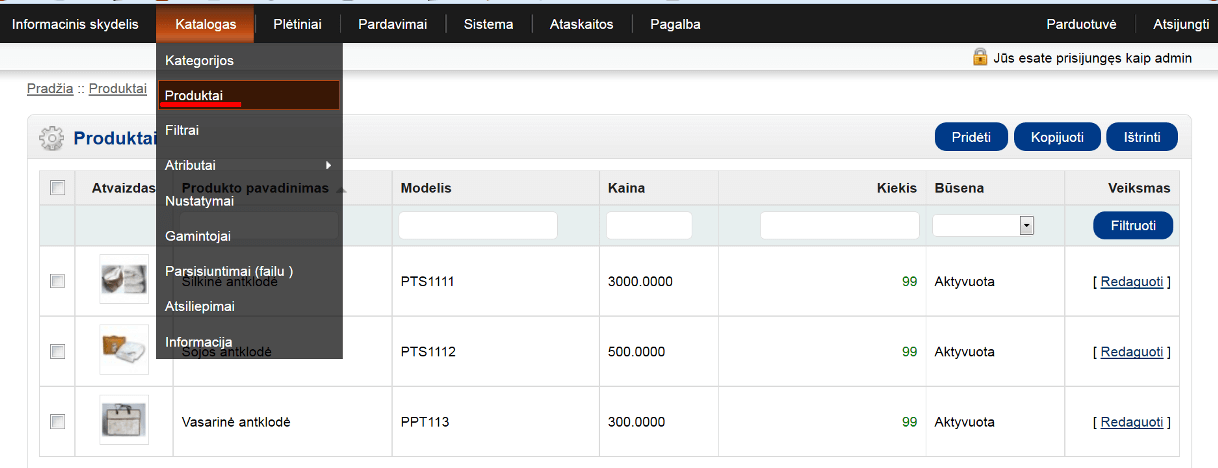 Informacinis skydelis Katalogas Plėtiniai Pardavimai Sistema Ataskaitos Pagalba Parduotuvė Atsijungti
Jūs esate prisijungęs kaip admin
Pradžia :: Produktai
Kategorijos
Produktai
Filtrai
Atributai
Nustatymai
Gamintojai
Parsisiuntimai (failu )
Atsiliepimai
Informacija
Produktai
Pridėti Kopijuoti Ištrinti
Atvaizdas Produkto pavadinimas Modelis Kaina Kiekis Būsena Veiksmas
Filtruoti
Šilkinė antklodė PTS1111 3000.0000 99 Aktyvuota [ Redaguoti ]
Sojos antklodė PTS1112 500.0000 99 Aktyvuota [ Redaguoti ]
Vasarinė antklodė PPT113 300.0000 99 Aktyvuota [ Redaguoti ]